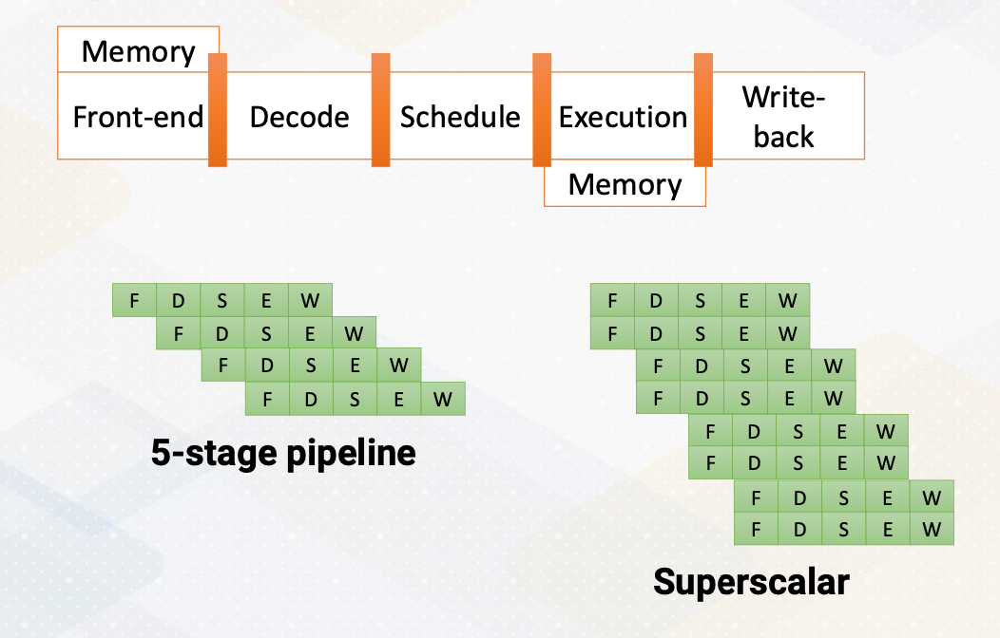 Memory
Front-end Decode Schedule Execution Write-
back
Memory
F D S E W
F D S E W
F D S E W
F D S E W
5-stage pipeline
F D S E W
F D S E W
F D S E W
F D S E W
F D S E W
F D S E W
F D S E W
F D S E W
Superscalar